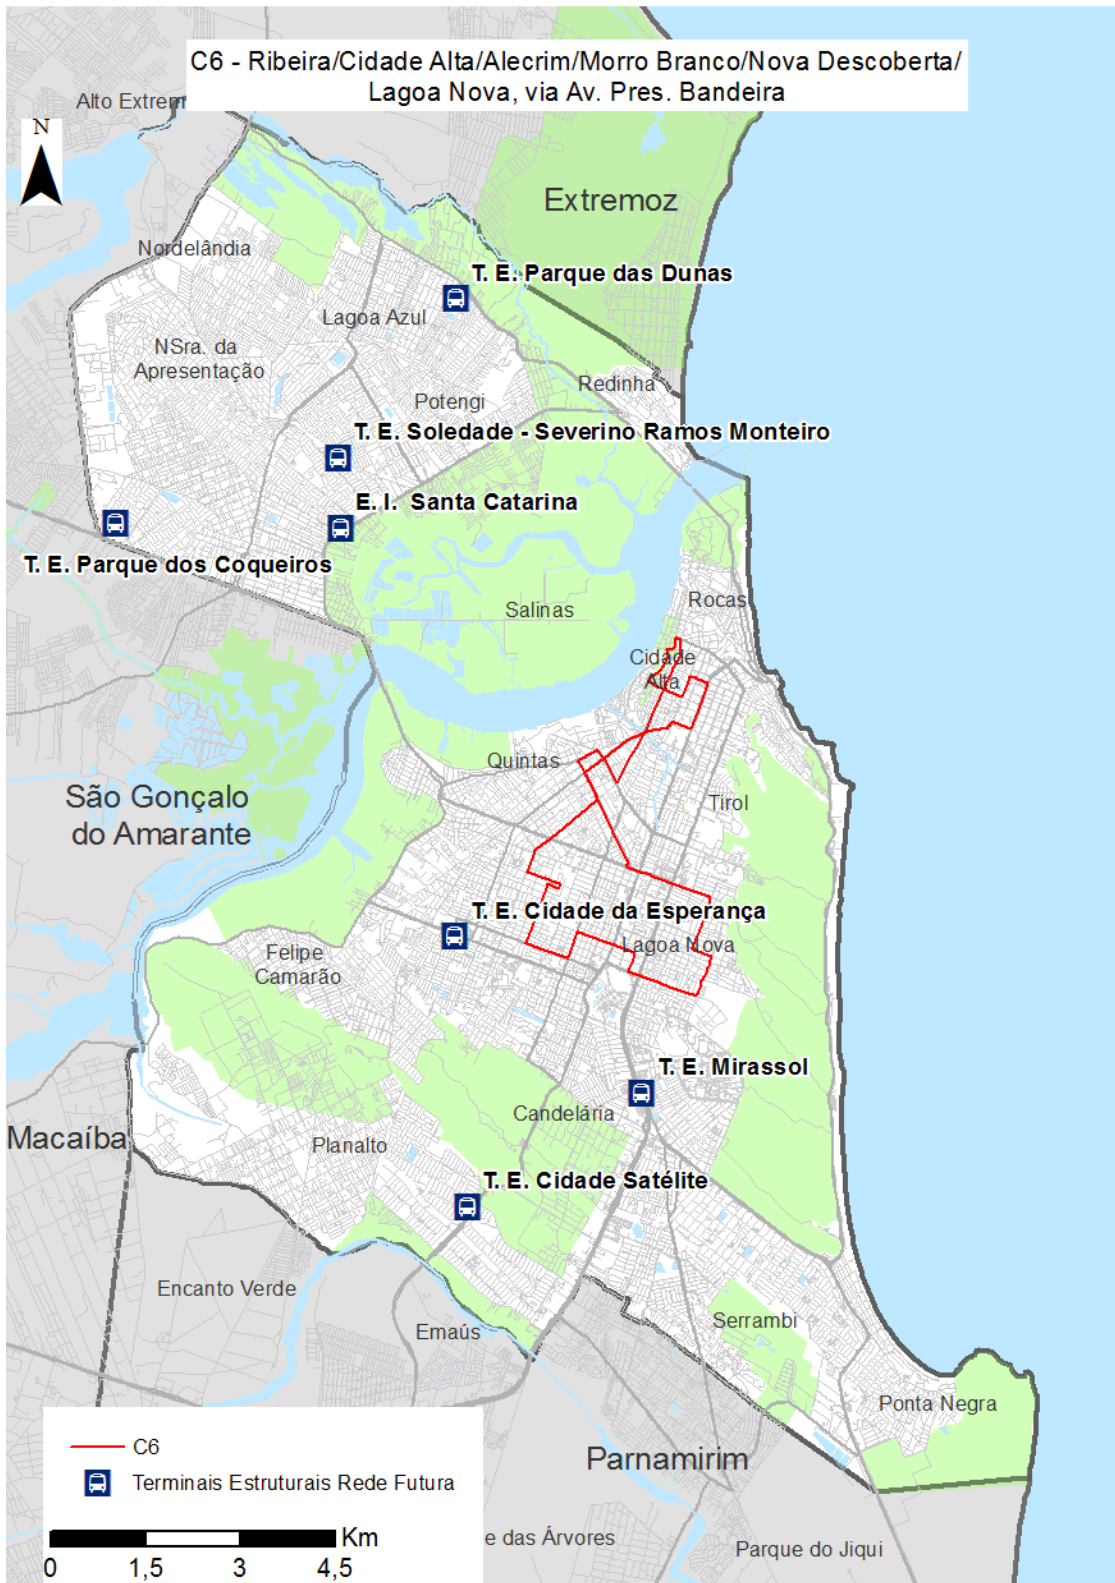 C6 - Ribeira/Cidade Alta/Alecrim/Morro Branco/Nova Descoberta/
Lagoa Nova, via Av. Pres. Bandeira
Alto Extrem
N
Extremoz
Nordelândia
T. E. Parque das Dunas
Lagoa Azul
NSra. da
Apresentação
Redinha
Potengi
T. E. Soledade - Severino Ramos Monteiro
E. I. Santa Catarina
T. E. Parque dos Coqueiros
Salinas
Rocas
Cidade
Alta
Quintas
São Gonçalo
do Amarante
Tirol
T. E. Cidade da Esperança
Lagoa Nova
Felipe
Camarão
T. E. Mirassol
Candelária
Macaíba
Planalto
T. E. Cidade Satélite
Encanto Verde
Emaús
Serrambi
Ponta Negra
Parnamirim
C6
Terminais Estruturais Rede Futura
Km
0 1,5 3 4,5
e das Árvores
Parque do Jiqui